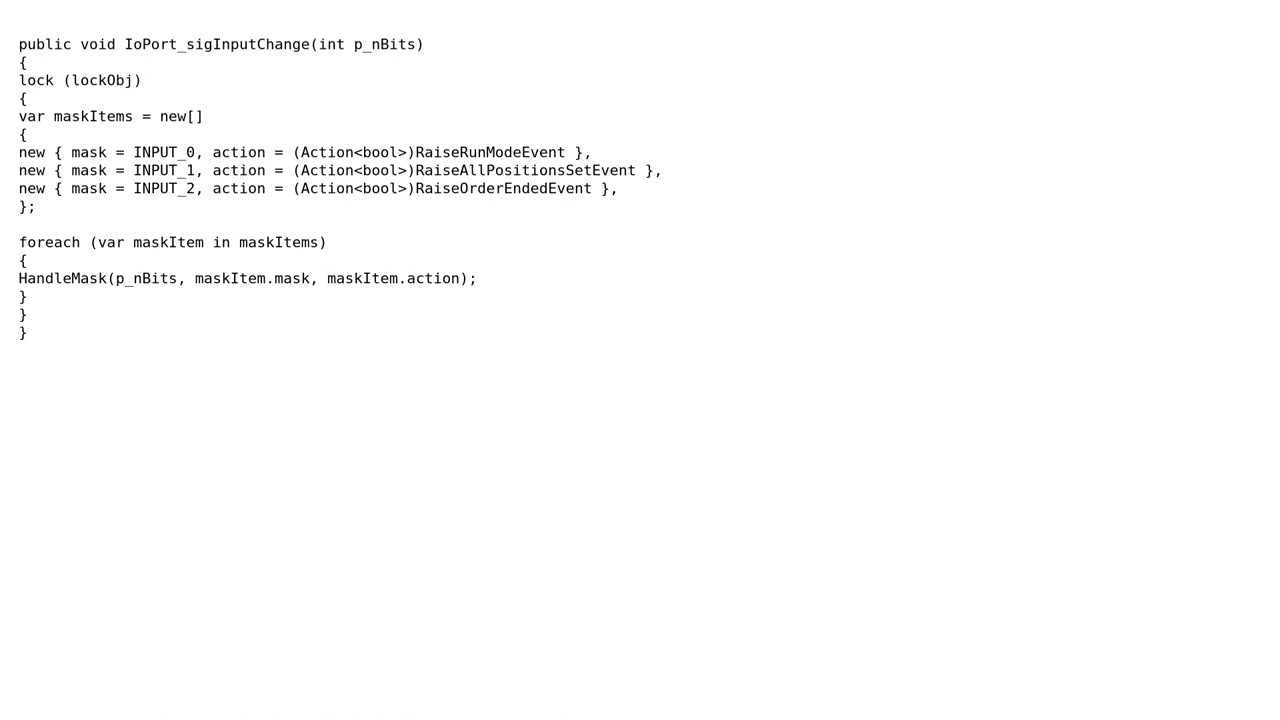 public void IoPort_sigInputChange(int p_nBits)
{
lock (lockObj)
{
var maskItems = new[]
{
new { mask = INPUT_0, action = (Action<bool>)RaiseRunModeEvent },
new { mask = INPUT_1, action = (Action<bool>)RaiseAllPositionsSetEvent },
new { mask = INPUT_2, action = (Action<bool>)RaiseOrderEndedEvent },
};

foreach (var maskItem in maskItems)
{
HandleMask(p_nBits, maskItem.mask, maskItem.action);
}
}
}